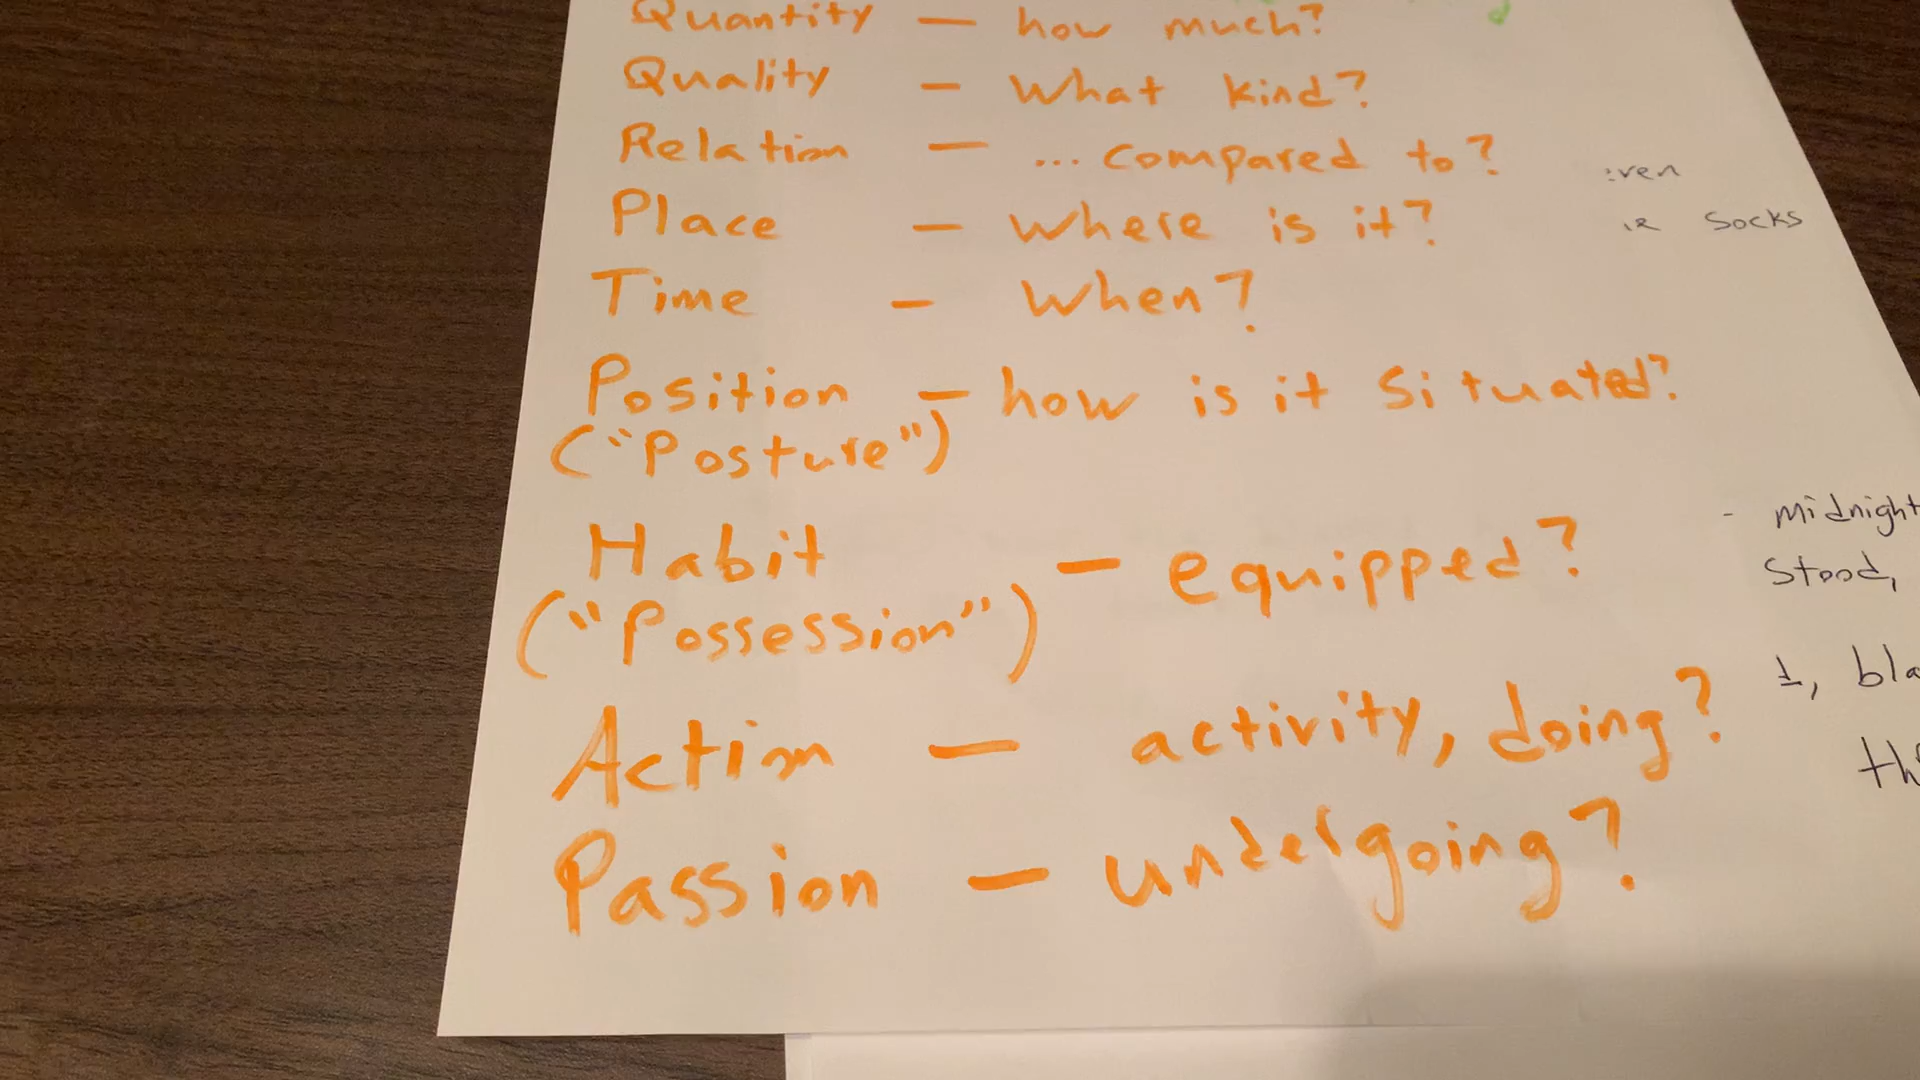 Quantity — how much?
Quality — What kind?
Relation — ... compared to?
Place — Where is it?
Time — When?
Position — how is it situated?
("Posture")
Habit — equipped?
("Possession")
Action — activity, doing?
Passion — undergoing?
socks
- midnight
stood,